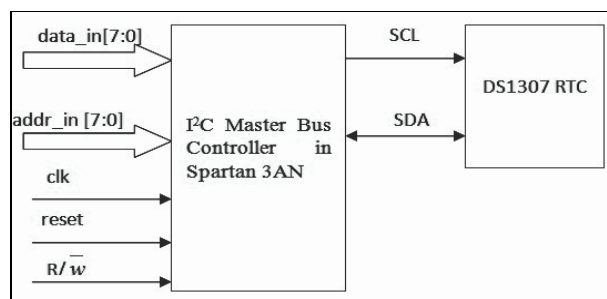 data_in[7:0]
addr_in [7:0]
clk
reset
R/w̅
I²C Master Bus
Controller in
Spartan 3AN
SCL
SDA
DS1307 RTC